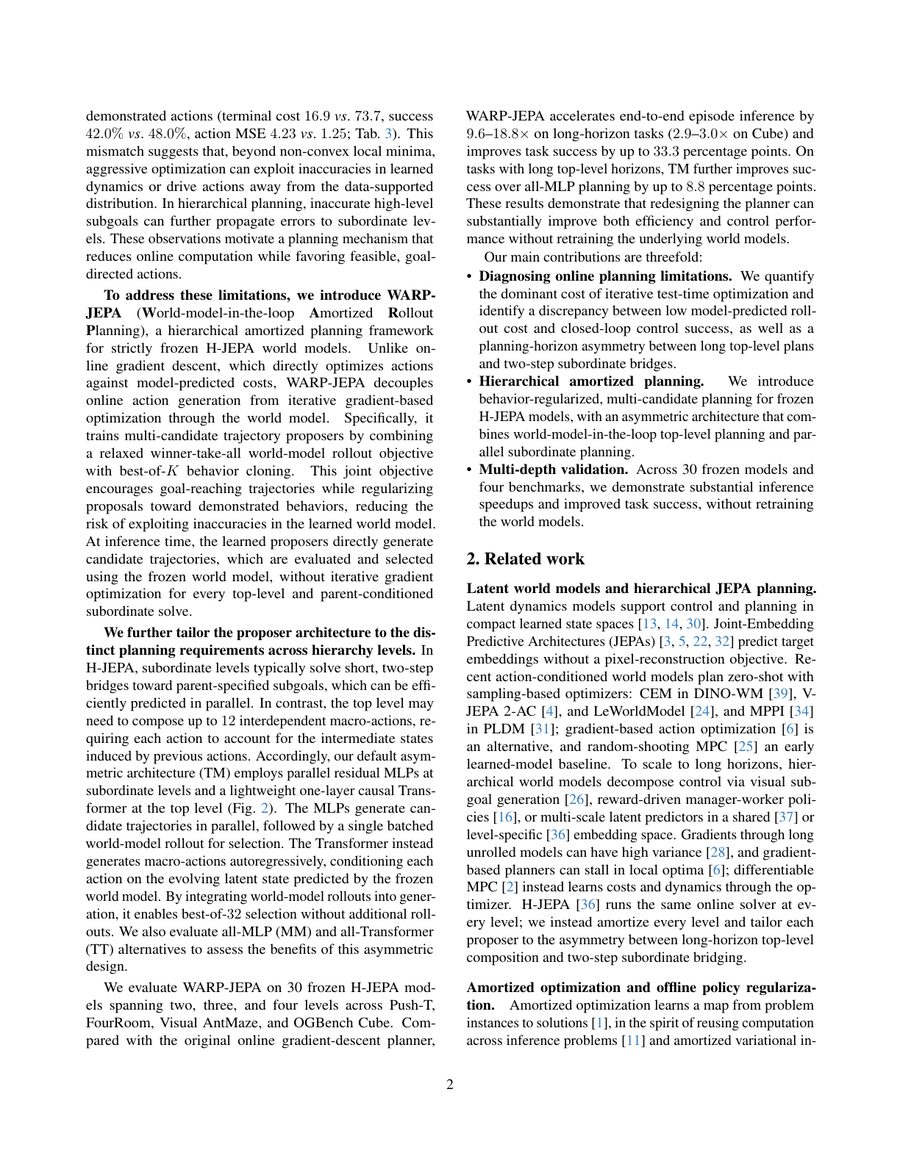 demonstrated actions (terminal cost 16.9 vs. 73.7, success
42.0% vs. 48.0%, action MSE 4.23 vs. 1.25; Tab. 3). This
mismatch suggests that, beyond non-convex local minima,
aggressive optimization can exploit inaccuracies in learned
dynamics or drive actions away from the data-supported
distribution. In hierarchical planning, inaccurate high-level
subgoals can further propagate errors to subordinate lev-
els. These observations motivate a planning mechanism that
reduces online computation while favoring feasible, goal-
directed actions.
To address these limitations, we introduce WARP-
JEPA (World-model-in-the-loop Amortized Rollout
Planning), a hierarchical amortized planning framework
for strictly frozen H-JEPA world models. Unlike on-
line gradient descent, which directly optimizes actions
against model-predicted costs, WARP-JEPA decouples
online action generation from iterative gradient-based
optimization through the world model. Specifically, it
trains multi-candidate trajectory proposers by combining
a relaxed winner-take-all world-model rollout objective
with best-of-K behavior cloning. This joint objective
encourages goal-reaching trajectories while regularizing
proposals toward demonstrated behaviors, reducing the
risk of exploiting inaccuracies in the learned world model.
At inference time, the learned proposers directly generate
candidate trajectories, which are evaluated and selected
using the frozen world model, without iterative gradient
optimization for every top-level and parent-conditioned
subordinate solve.
We further tailor the proposer architecture to the dis-
tinct planning requirements across hierarchy levels. In
H-JEPA, subordinate levels typically solve short, two-step
bridges toward parent-specified subgoals, which can be effi-
ciently predicted in parallel. In contrast, the top level may
need to compose up to 12 interdependent macro-actions, re-
quiring each action to account for the intermediate states
induced by previous actions. Accordingly, our default asym-
metric architecture (TM) employs parallel residual MLPs at
subordinate levels and a lightweight one-layer causal Trans-
former at the top level (Fig. 2). The MLPs generate can-
didate trajectories in parallel, followed by a single batched
world-model rollout for selection. The Transformer instead
generates macro-actions autoregressively, conditioning each
action on the evolving latent state predicted by the frozen
world model. By integrating world-model rollouts into gener-
ation, it enables best-of-32 selection without additional roll-
outs. We also evaluate all-MLP (MM) and all-Transformer
(TT) alternatives to assess the benefits of this asymmetric
design.
We evaluate WARP-JEPA on 30 frozen H-JEPA mod-
els spanning two, three, and four levels across Push-T,
FourRoom, Visual AntMaze, and OGBench Cube. Com-
pared with the original online gradient-descent planner,
WARP-JEPA accelerates end-to-end episode inference by
9.6–18.8× on long-horizon tasks (2.9–3.0× on Cube) and
improves task success by up to 33.3 percentage points. On
tasks with long top-level horizons, TM further improves suc-
cess over all-MLP planning by up to 8.8 percentage points.
These results demonstrate that redesigning the planner can
substantially improve both efficiency and control perfor-
mance without retraining the underlying world models.
Our main contributions are threefold:
• Diagnosing online planning limitations. We quantify
the dominant cost of iterative test-time optimization and
identify a discrepancy between low model-predicted roll-
out cost and closed-loop control success, as well as a
planning-horizon asymmetry between long top-level plans
and two-step subordinate bridges.
• Hierarchical amortized planning. We introduce
behavior-regularized, multi-candidate planning for frozen
H-JEPA models, with an asymmetric architecture that com-
bines world-model-in-the-loop top-level planning and par-
allel subordinate planning.
• Multi-depth validation. Across 30 frozen models and
four benchmarks, we demonstrate substantial inference
speedups and improved task success, without retraining
the world models.
2. Related work
Latent world models and hierarchical JEPA planning.
Latent dynamics models support control and planning in
compact learned state spaces [13, 14, 30]. Joint-Embedding
Predictive Architectures (JEPAs) [3, 5, 22, 32] predict target
embeddings without a pixel-reconstruction objective. Re-
cent action-conditioned world models plan zero-shot with
sampling-based optimizers: CEM in DINO-WM [39], V-
JEPA 2-AC [4], and LeWorldModel [24], and MPPI [34]
in PLDM [31]; gradient-based action optimization [6] is
an alternative, and random-shooting MPC [25] an early
learned-model baseline. To scale to long horizons, hier-
archical world models decompose control via visual sub-
goal generation [26], reward-driven manager-worker poli-
cies [16], or multi-scale latent predictors in a shared [37] or
level-specific [36] embedding space. Gradients through long
unrolled models can have high variance [28], and gradient-
based planners can stall in local optima [6]; differentiable
MPC [2] instead learns costs and dynamics through the op-
timizer. H-JEPA [36] runs the same online solver at ev-
ery level; we instead amortize every level and tailor each
proposer to the asymmetry between long-horizon top-level
composition and two-step subordinate bridging.
Amortized optimization and offline policy regulariza-
tion. Amortized optimization learns a map from problem
instances to solutions [1], in the spirit of reusing computation
across inference problems [11] and amortized variational in-
2